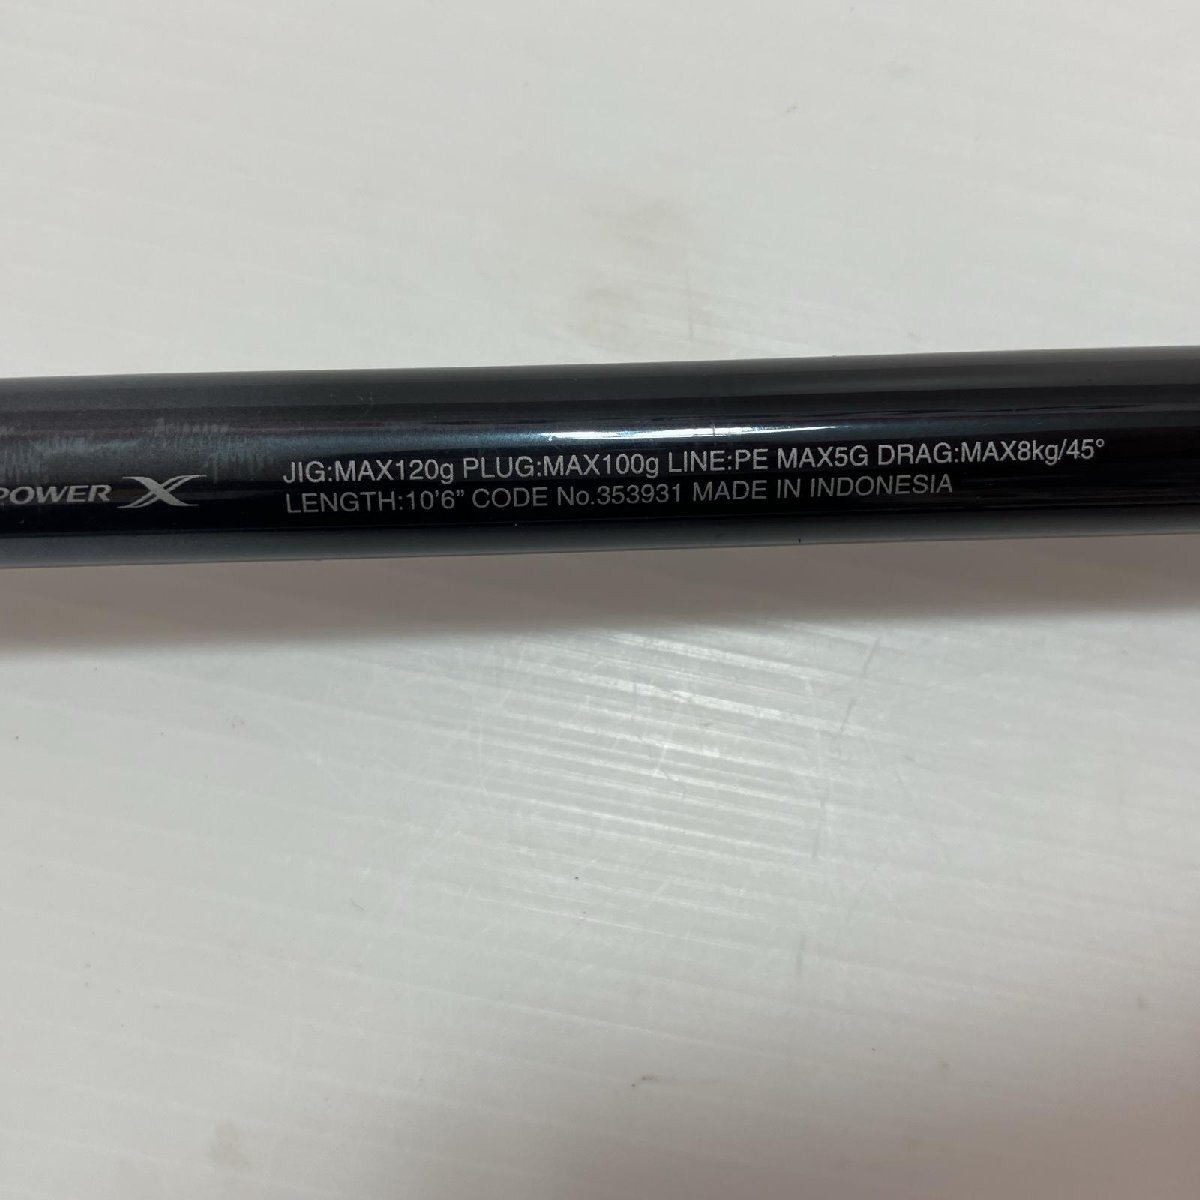 POWER X
JIG:MAX120g PLUG:MAX100g LINE:PE MAX5G DRAG:MAX8kg/45°
LENGTH:10'6" CODE No.353931 MADE IN INDONESIA